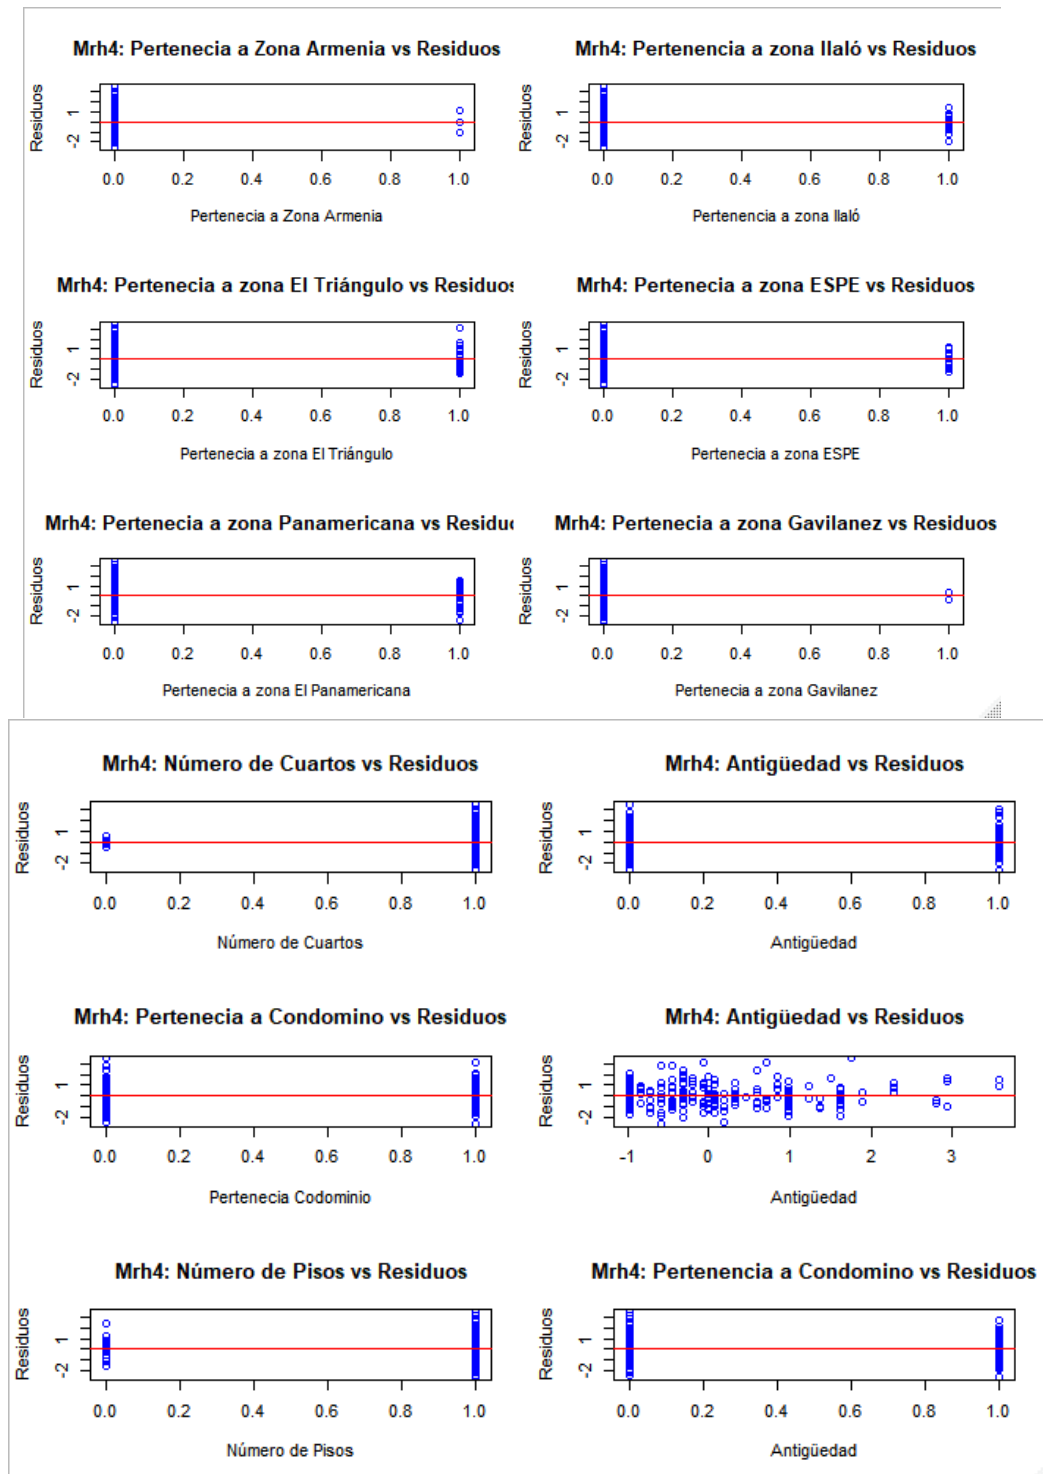 Mrh4: Pertenecia a Zona Armenia vs Residuos
Residuos
1
-2
0.0 0.2 0.4 0.6 0.8 1.0
Pertenecia a Zona Armenia
Mrh4: Pertenencia a zona Ilaló vs Residuos
Residuos
1
-2
0.0 0.2 0.4 0.6 0.8 1.0
Pertenencia a zona Ilaló
Mrh4: Pertenecia a zona El Triángulo vs Residuos
Residuos
1
-2
0.0 0.2 0.4 0.6 0.8 1.0
Pertenecia a zona El Triángulo
Mrh4: Pertenecia a zona ESPE vs Residuos
Residuos
1
-2
0.0 0.2 0.4 0.6 0.8 1.0
Pertenecia a zona ESPE
Mrh4: Pertenecia a zona Panamericana vs Residuo
Residuos
1
-2
0.0 0.2 0.4 0.6 0.8 1.0
Pertenecia a zona El Panamericana
Mrh4: Pertenecia a zona Gavilanez vs Residuos
Residuos
1
-2
0.0 0.2 0.4 0.6 0.8 1.0
Pertenecia a zona Gavilanez
Mrh4: Número de Cuartos vs Residuos
Residuos
1
-2
0.0 0.2 0.4 0.6 0.8 1.0
Número de Cuartos
Mrh4: Antigüedad vs Residuos
Residuos
1
-2
0.0 0.2 0.4 0.6 0.8 1.0
Antigüedad
Mrh4: Pertenecia a Condomino vs Residuos
Residuos
1
-2
0.0 0.2 0.4 0.6 0.8 1.0
Pertenecia Codominio
Mrh4: Antigüedad vs Residuos
Residuos
1
-2
-1 0 1 2 3
Antigüedad
Mrh4: Número de Pisos vs Residuos
Residuos
1
-2
0.0 0.2 0.4 0.6 0.8 1.0
Número de Pisos
Mrh4: Pertenencia a Condomino vs Residuos
Residuos
1
-2
0.0 0.2 0.4 0.6 0.8 1.0
Antigüedad